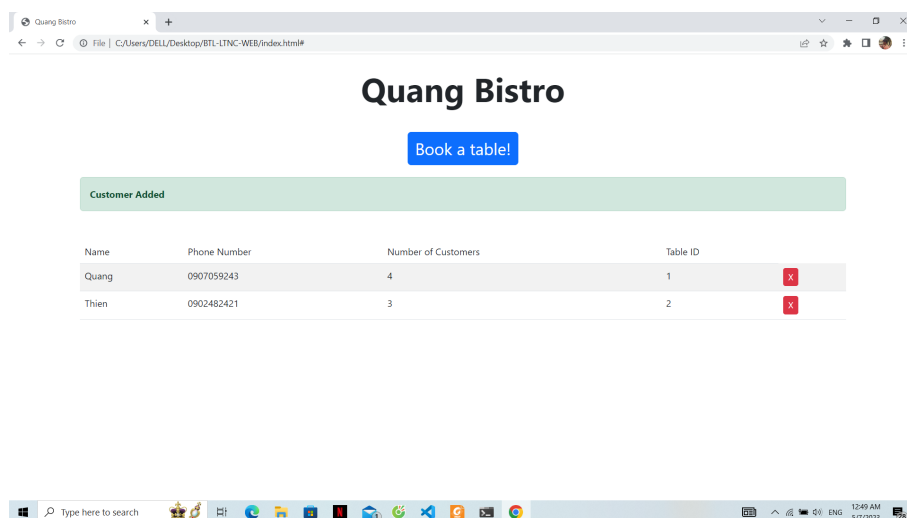 Quang Bistro
File | C:/Users/DELL/Desktop/BTL-LTNC-WEB/index.html#
Quang Bistro
Book a table!
Customer Added
Name Phone Number Number of Customers Table ID
Quang 0907059243 4 1 X
Thien 0902482421 3 2 X
Type here to search
ENG
12:49 AM